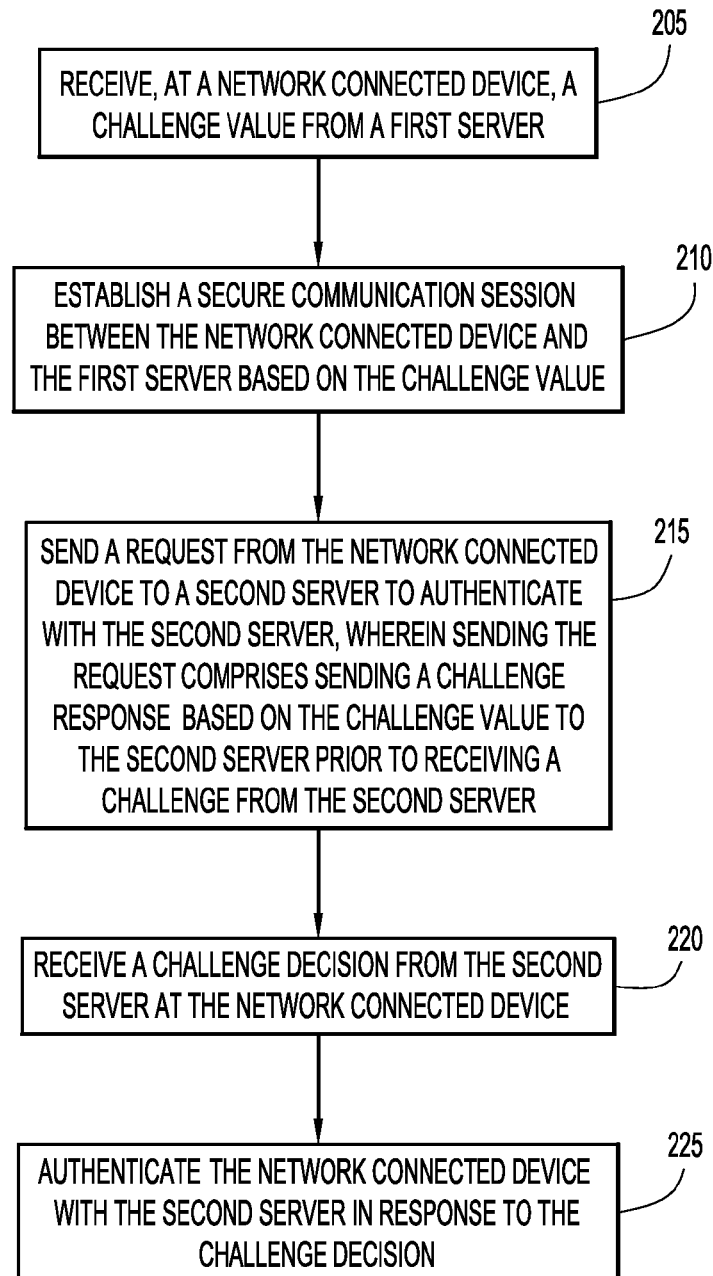 205
RECEIVE, AT A NETWORK CONNECTED DEVICE, A
CHALLENGE VALUE FROM A FIRST SERVER
210
ESTABLISH A SECURE COMMUNICATION SESSION
BETWEEN THE NETWORK CONNECTED DEVICE AND
THE FIRST SERVER BASED ON THE CHALLENGE VALUE
215
SEND A REQUEST FROM THE NETWORK CONNECTED
DEVICE TO A SECOND SERVER TO AUTHENTICATE
WITH THE SECOND SERVER, WHEREIN SENDING THE
REQUEST COMPRISES SENDING A CHALLENGE
RESPONSE BASED ON THE CHALLENGE VALUE TO
THE SECOND SERVER PRIOR TO RECEIVING A
CHALLENGE FROM THE SECOND SERVER
220
RECEIVE A CHALLENGE DECISION FROM THE SECOND
SERVER AT THE NETWORK CONNECTED DEVICE
225
AUTHENTICATE THE NETWORK CONNECTED DEVICE
WITH THE SECOND SERVER IN RESPONSE TO THE
CHALLENGE DECISION